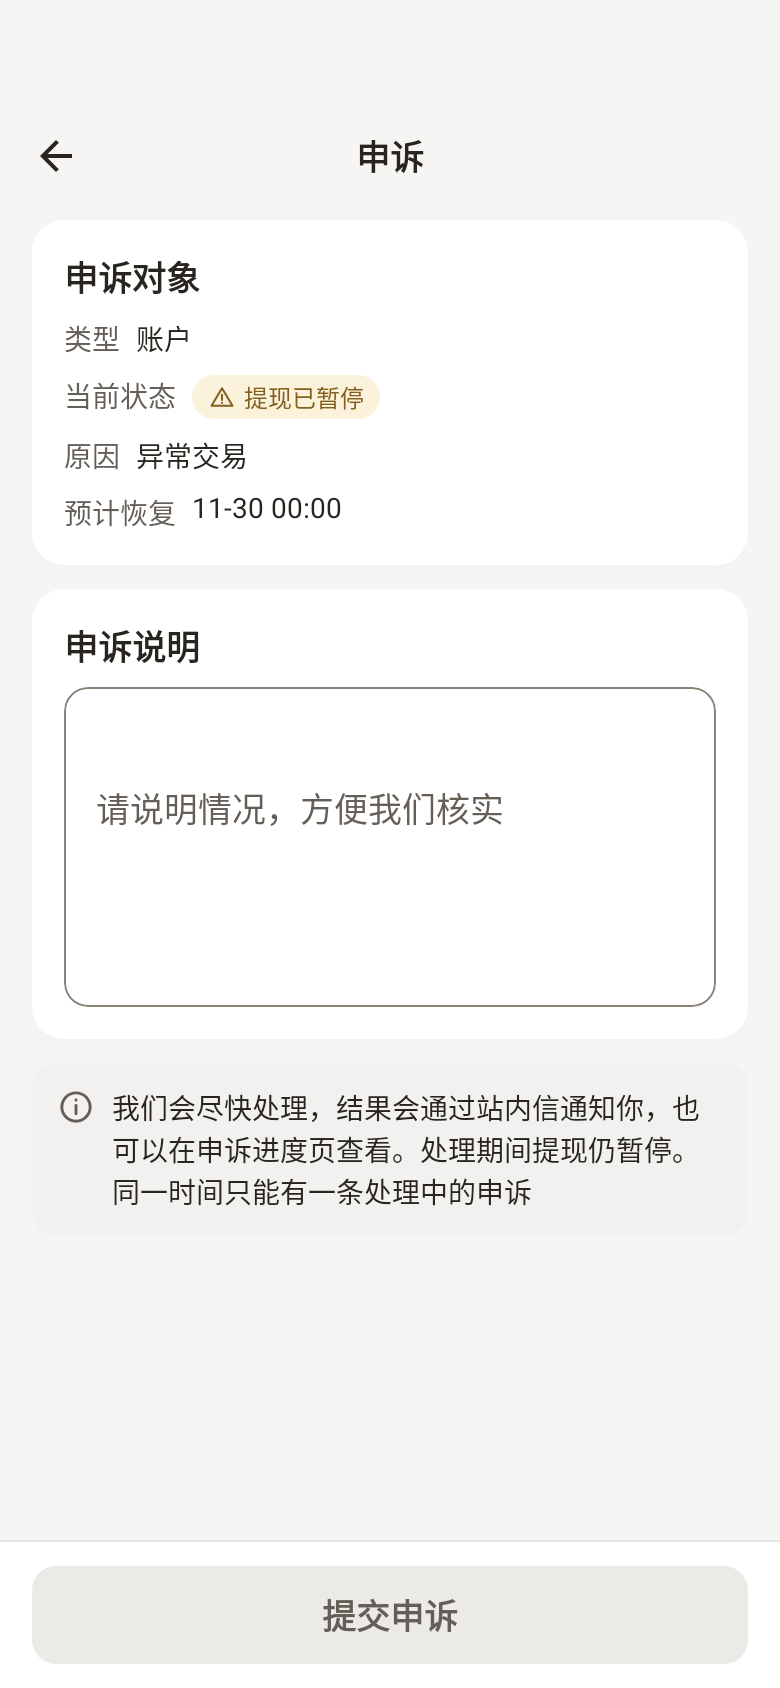 申诉
申诉对象
类型 账户
当前状态 提现已暂停
原因 异常交易
预计恢复 11-30 00:00
申诉说明
请说明情况，方便我们核实
我们会尽快处理，结果会通过站内信通知你，也
可以在申诉进度页查看。处理期间提现仍暂停。
同一时间只能有一条处理中的申诉
提交申诉